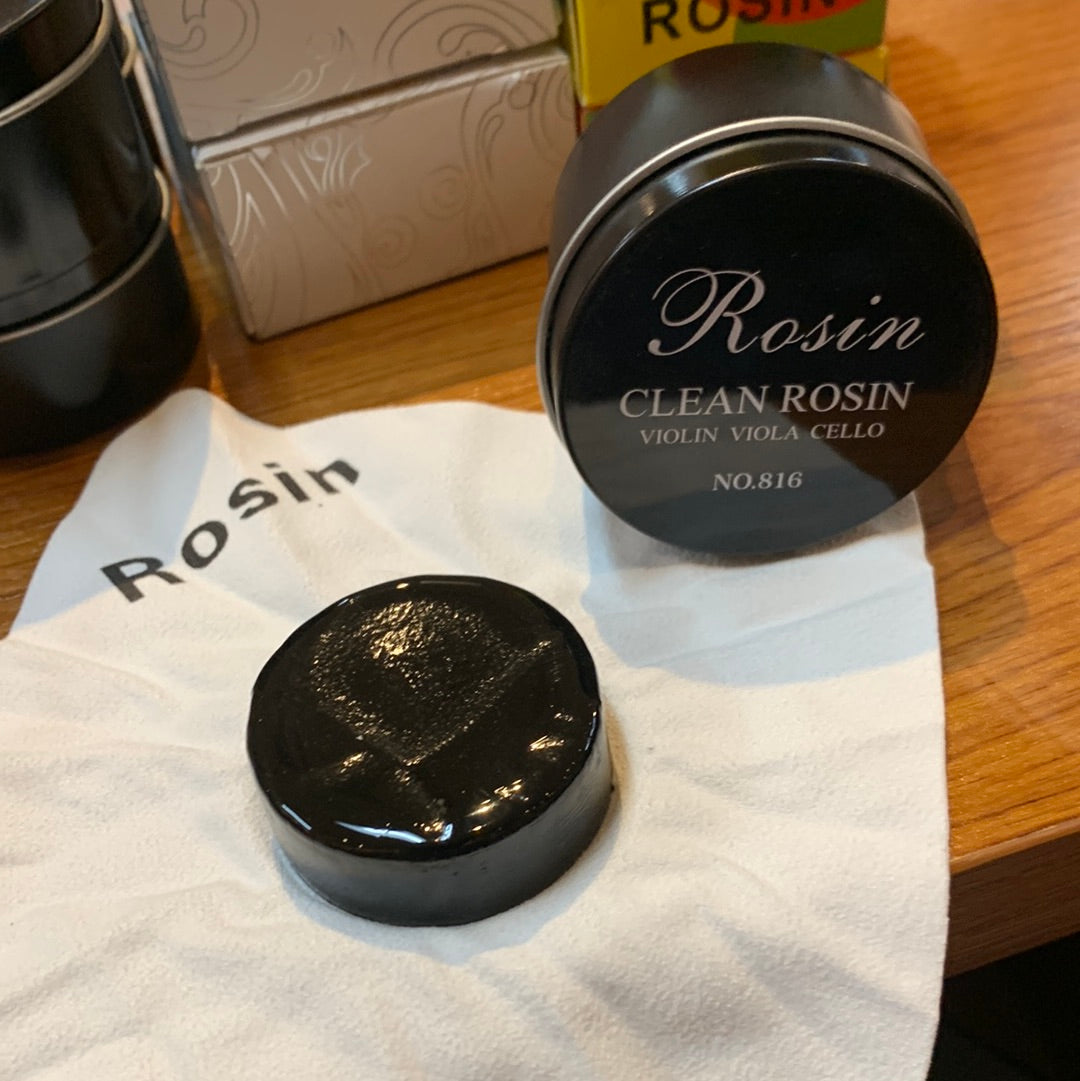 ROSIN
Rosin
CLEAN ROSIN
VIOLIN VIOLA CELLO
NO.816
Rosin